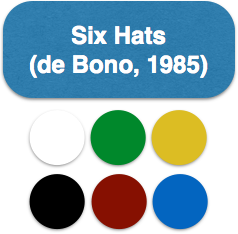 Six Hats
(de Bono, 1985)